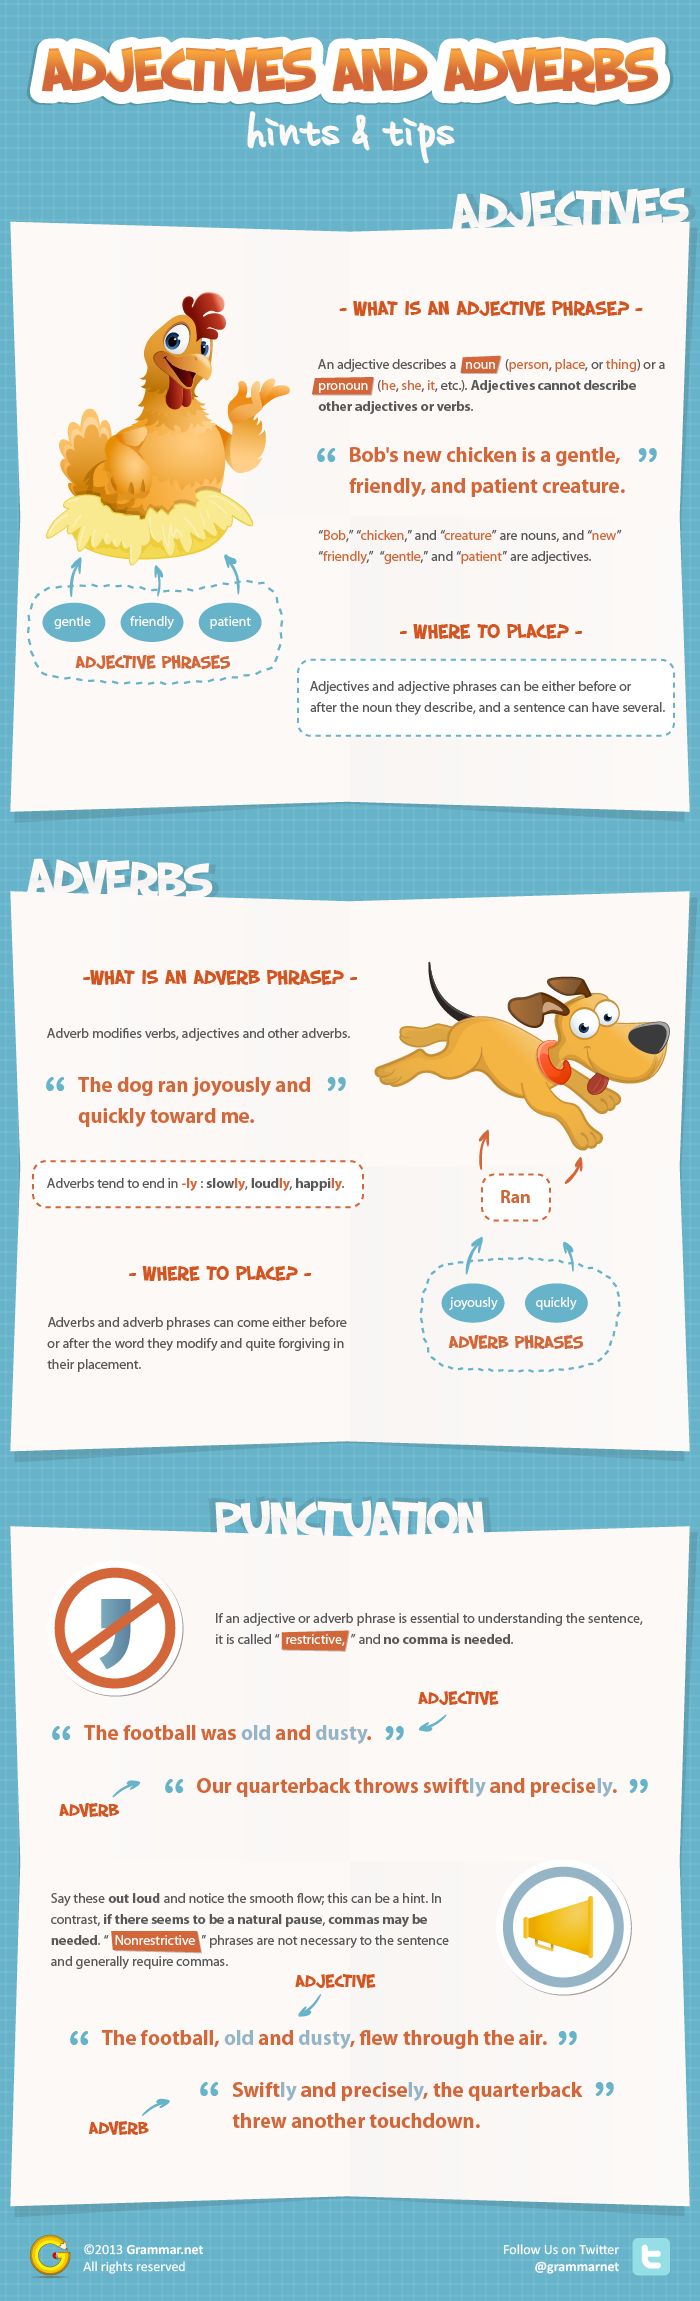 ADJECTIVES AND ADVERBS
hints & tips
ADJECTIVES
- WHAT IS AN ADJECTIVE PHRASE? -
An adjective describes a noun (person, place, or thing) or a
pronoun (he, she, it, etc.). Adjectives cannot describe
other adjectives or verbs.
“ Bob's new chicken is a gentle, ”
friendly, and patient creature.
“Bob,” “chicken,” and “creature” are nouns, and “new”
“friendly,” “gentle,” and “patient” are adjectives.
gentle friendly patient
ADJECTIVE PHRASES
- WHERE TO PLACE? -
Adjectives and adjective phrases can be either before or
after the noun they describe, and a sentence can have several.
ADVERBS
-WHAT IS AN ADVERB PHRASE? -
Adverb modifies verbs, adjectives and other adverbs.
“ The dog ran joyously and ”
quickly toward me.
Adverbs tend to end in -ly : slowly, loudly, happily.
Ran
joyously quickly
ADVERB PHRASES
- WHERE TO PLACE? -
Adverbs and adverb phrases can come either before
or after the word they modify and quite forgiving in
their placement.
PUNCTUATION
If an adjective or adverb phrase is essential to understanding the sentence,
it is called “ restrictive, ” and no comma is needed.
ADJECTIVE
“ The football was old and dusty. ”
“ Our quarterback throws swiftly and precisely. ”
ADVERB
Say these out loud and notice the smooth flow; this can be a hint. In
contrast, if there seems to be a natural pause, commas may be
needed. “ Nonrestrictive ” phrases are not necessary to the sentence
and generally require commas.
ADJECTIVE
“ The football, old and dusty, flew through the air. ”
“ Swiftly and precisely, the quarterback ”
threw another touchdown.
ADVERB
©2013 Grammar.net
All rights reserved
Follow Us on Twitter
@grammarnet